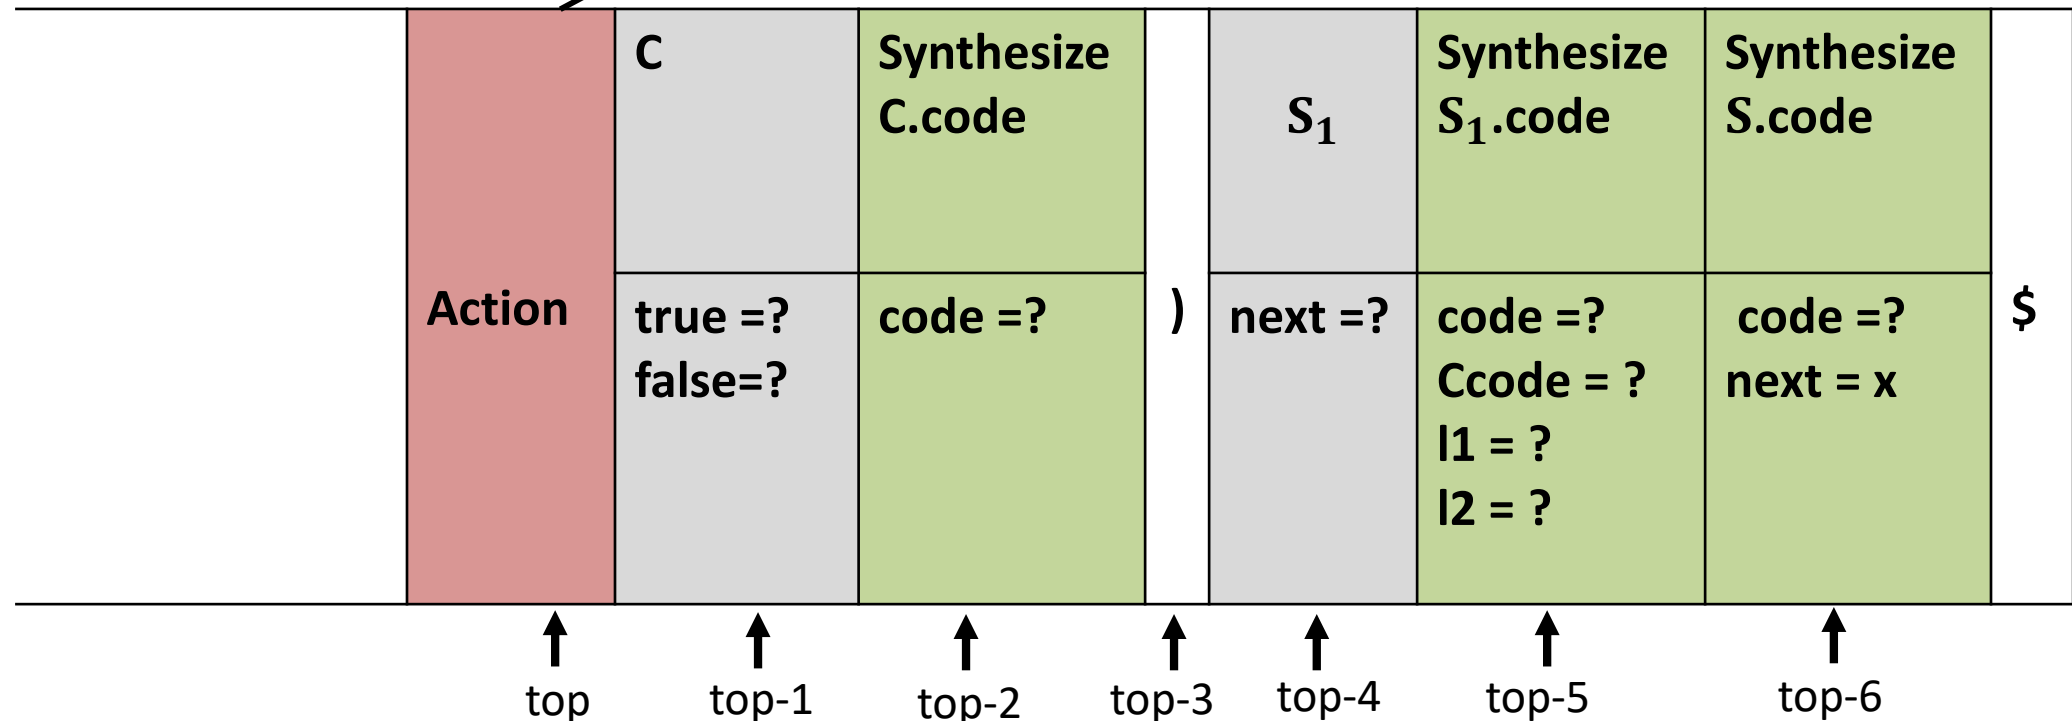 Action
C
true =?
false=?
Synthesize
C.code
code =?
)
S₁
next =?
Synthesize
S₁.code
code =?
Ccode = ?
l1 = ?
l2 = ?
Synthesize
S.code
code =?
next = x
$
top
top-1
top-2
top-3
top-4
top-5
top-6